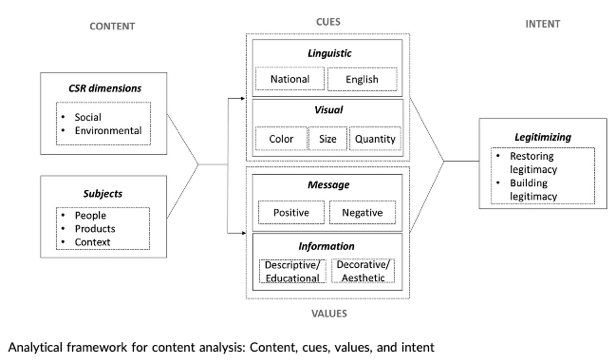 CONTENT
CUES
INTENT
CSR dimensions
• Social
• Environmental
Subjects
• People
• Products
• Context
Linguistic
National English
Visual
Color Size Quantity
Message
Positive Negative
Information
Descriptive/ Decorative/
Educational Aesthetic
VALUES
Legitimizing
• Restoring
legitimacy
• Building
legitimacy
Analytical framework for content analysis: Content, cues, values, and intent